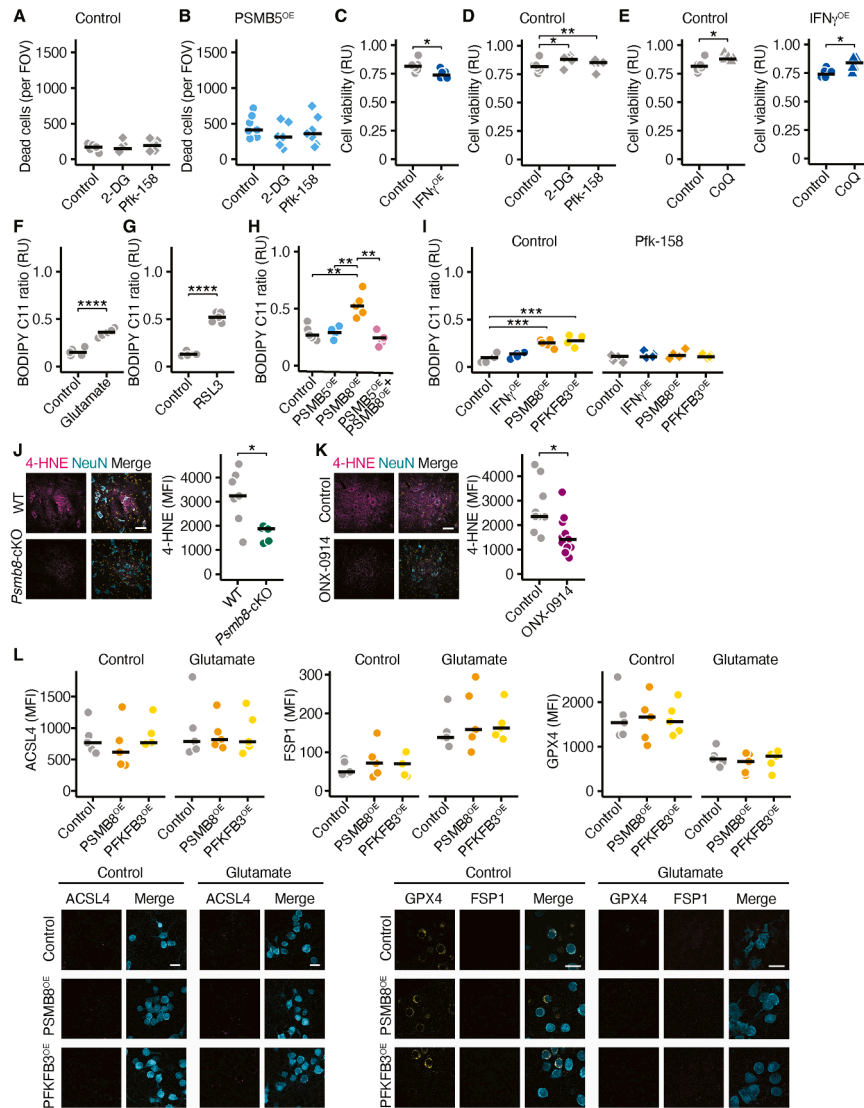 A
Control
Dead cells (per FOV)
1500
1000
500
0
Control
2-DG
Pfk-158
B
PSMB5OE
Dead cells (per FOV)
1500
1000
500
0
Control
2-DG
Pfk-158
C
Cell viability (RU)
1.00
0.75
0.50
0.25
0
*
Control
IFNγOE
D
Cell viability (RU)
1.00
0.75
0.50
0.25
0
**
*
Control
2-DG
Pfk-158
E
Cell viability (RU)
1.00
0.75
0.50
0.25
0
*
Control
CoQ
IFNγOE
Cell viability (RU)
1.00
0.75
0.50
0.25
0
*
Control
CoQ
F
BODIPY C11 ratio (RU)
1.0
0.5
0
****
Control
Glutamate
G
BODIPY C11 ratio (RU)
1.0
0.5
0
****
Control
RSL3
H
BODIPY C11 ratio (RU)
1.0
0.5
0
** ** **
Control
PSMB5OE
PSMB8OE
PSMB5OE+
PSMB8OE
I
Control
Pfk-158
BODIPY C11 ratio (RU)
1.0
0.5
0
***
***
Control
IFNγOE
PSMB8OE
PFKFB3OE
Control
IFNγOE
PSMB8OE
PFKFB3OE
J
4-HNE NeuN Merge
WT
Psmb8-cKO
4-HNE (MFI)
4000
3000
2000
1000
0
*
WT
Psmb8-cKO
K
4-HNE NeuN Merge
Control
ONX-0914
4-HNE (MFI)
5000
4000
3000
2000
1000
0
*
Control
ONX-0914
L
Control
Glutamate
ACSL4 (MFI)
1500
1000
500
0
Control
PSMB8OE
PFKFB3OE
Control
PSMB8OE
PFKFB3OE
Control
Glutamate
FSP1 (MFI)
300
200
100
0
Control
PSMB8OE
PFKFB3OE
Control
PSMB8OE
PFKFB3OE
Control
Glutamate
GPX4 (MFI)
2000
1000
0
Control
PSMB8OE
PFKFB3OE
Control
PSMB8OE
PFKFB3OE
Control
Glutamate
ACSL4 Merge ACSL4 Merge
Control
PSMB8OE
PFKFB3OE
Control
Glutamate
GPX4 FSP1 Merge GPX4 FSP1 Merge
Control
PSMB8OE
PFKFB3OE